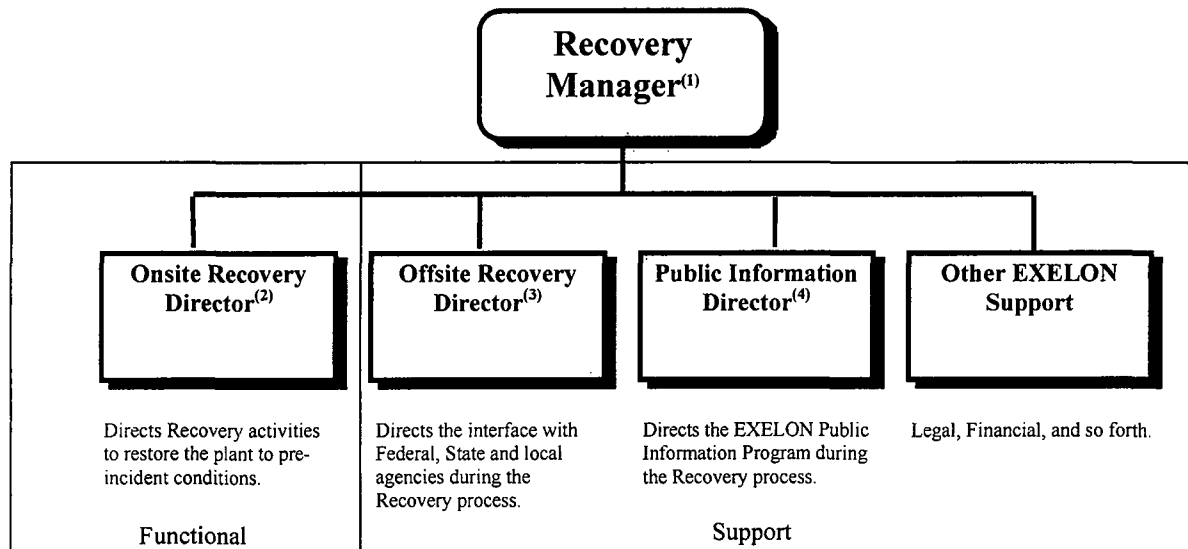 Recovery
Manager(1)
Onsite Recovery
Director(2)
Offsite Recovery
Director(3)
Public Information
Director(4)
Other EXELON
Support
Directs Recovery activities
to restore the plant to pre-
incident conditions.
Directs the interface with
Federal, State and local
agencies during the
Recovery process.
Directs the EXELON Public
Information Program during
the Recovery process.
Legal, Financial, and so forth.
Functional
Support